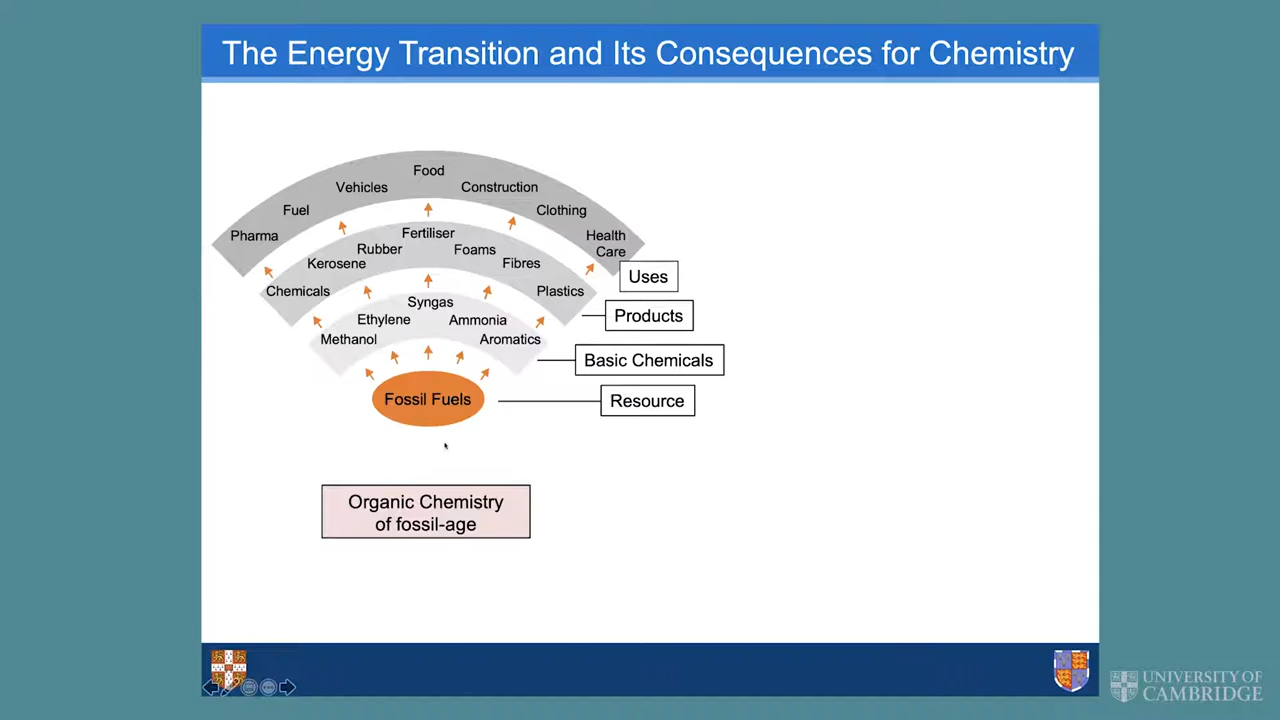 The Energy Transition and Its Consequences for Chemistry
Food
Vehicles
Construction
Fuel
Clothing
Pharma
Health
Care
Fertiliser
Rubber
Foams
Kerosene
Fibres
Chemicals
Plastics
Syngas
Ethylene
Ammonia
Methanol
Aromatics
Fossil Fuels
Uses
Products
Basic Chemicals
Resource
Organic Chemistry
of fossil-age
UNIVERSITY OF
CAMBRIDGE